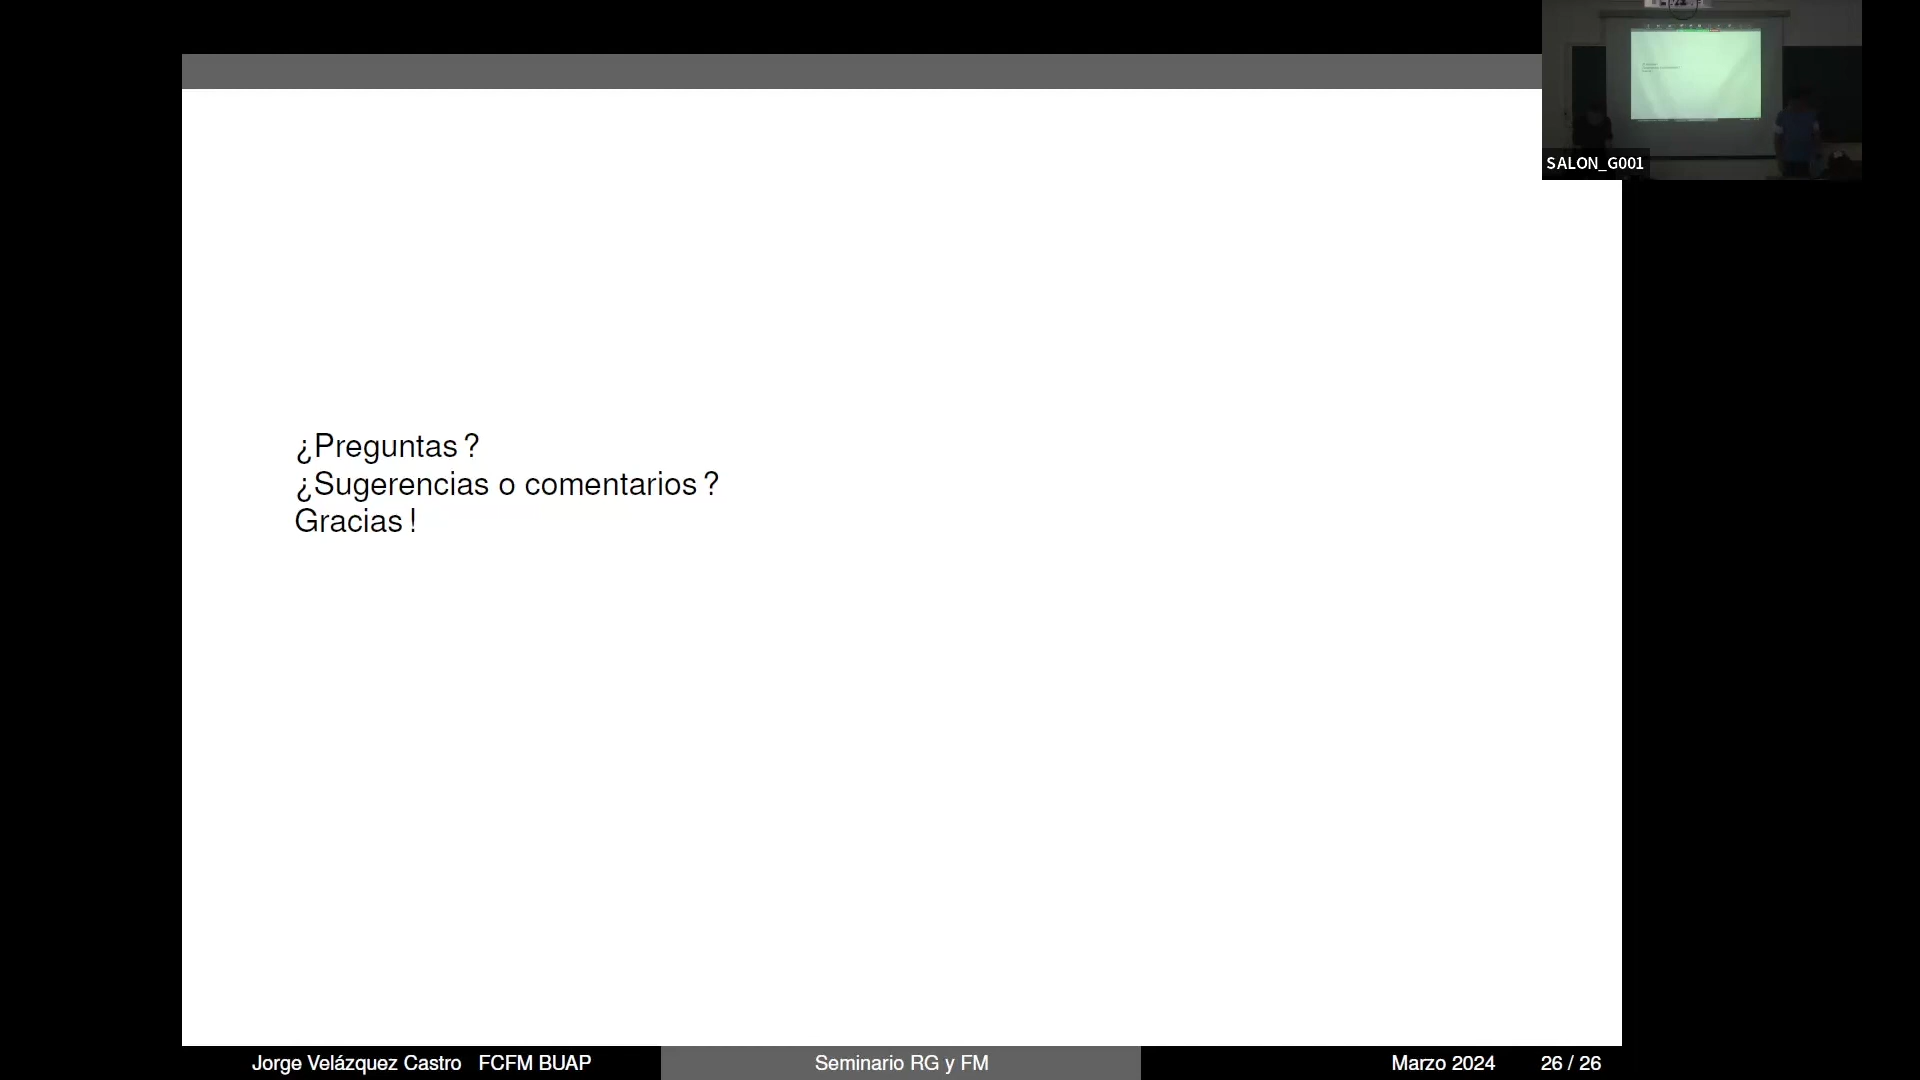 SALON_G001
¿Preguntas?
¿Sugerencias o comentarios?
Gracias!
Jorge Velázquez Castro FCFM BUAP Seminario RG y FM Marzo 2024 26 / 26